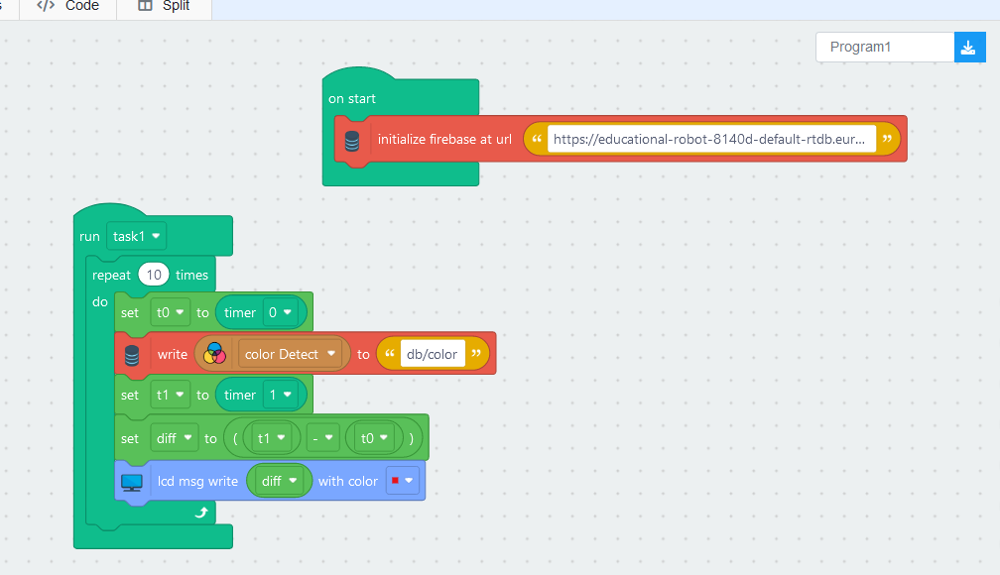 Code Split
Program1
on start
initialize firebase at url “ https://educational-robot-8140d-default-rtdb.eur... ”
run task1
repeat 10 times
do
set t0 to timer 0
write color Detect to “ db/color ”
set t1 to timer 1
set diff to ( t1 - t0 )
lcd msg write diff with color